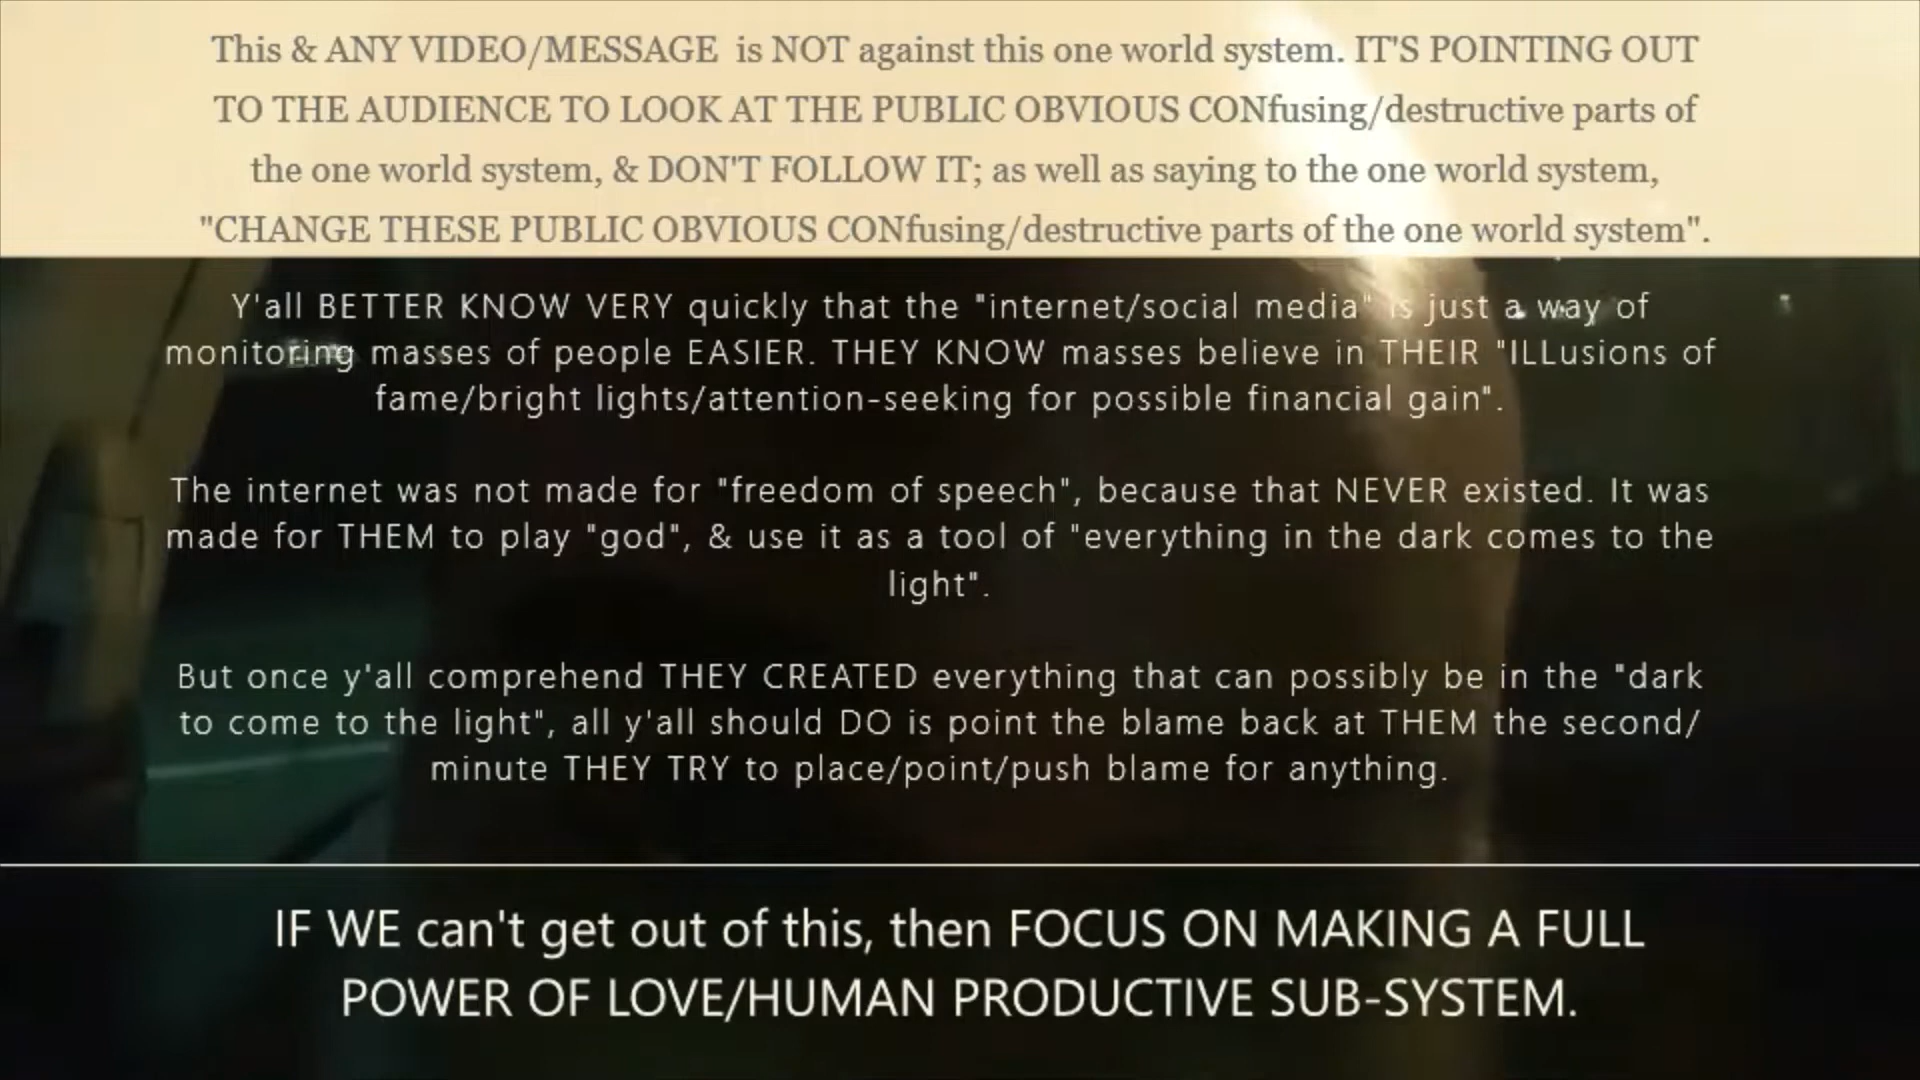 This & ANY VIDEO/MESSAGE is NOT against this one world system. IT'S POINTING OUT
TO THE AUDIENCE TO LOOK AT THE PUBLIC OBVIOUS CONfusing/destructive parts of
the one world system, & DON'T FOLLOW IT; as well as saying to the one world system,
"CHANGE THESE PUBLIC OBVIOUS CONfusing/destructive parts of the one world system".
Y'all BETTER KNOW VERY quickly that the "internet/social media" is just a way of
monitoring masses of people EASIER. THEY KNOW masses believe in THEIR "ILLusions of
fame/bright lights/attention-seeking for possible financial gain".
The internet was not made for "freedom of speech", because that NEVER existed. It was
made for THEM to play "god", & use it as a tool of "everything in the dark comes to the
light".
But once y'all comprehend THEY CREATED everything that can possibly be in the "dark
to come to the light", all y'all should DO is point the blame back at THEM the second/
minute THEY TRY to place/point/push blame for anything.
IF WE can't get out of this, then FOCUS ON MAKING A FULL
POWER OF LOVE/HUMAN PRODUCTIVE SUB-SYSTEM.